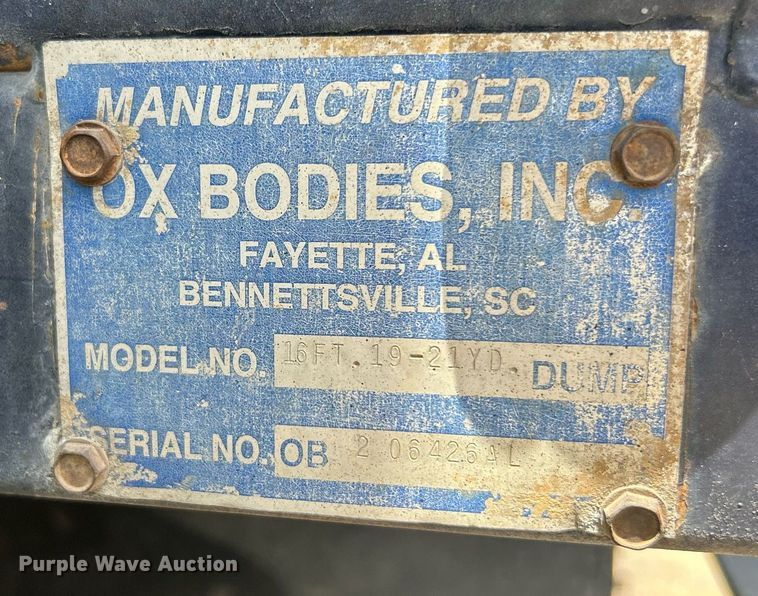 MANUFACTURED BY
OX BODIES, INC.
FAYETTE, AL
BENNETTSVILLE, SC
MODEL NO. 16FT. 19-21YD. DUMP
SERIAL NO. OB 2 06426AL
Purple Wave Auction